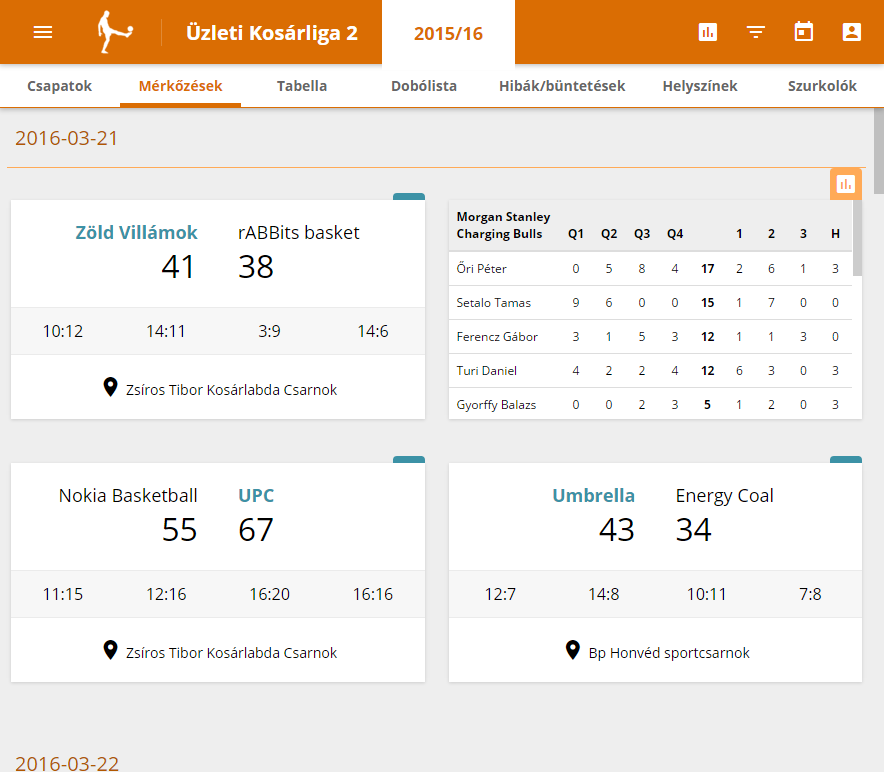 Üzleti Kosárliga 2 2015/16
Csapatok Mérkőzések Tabella Dobólista Hibák/büntetések Helyszínek Szurkolók
2016-03-21
Zöld Villámok rABBits basket
41 38
10:12 14:11 3:9 14:6
Zsíros Tibor Kosárlabda Csarnok
Morgan Stanley
Charging Bulls Q1 Q2 Q3 Q4 1 2 3 H
Őri Péter 0 5 8 4 17 2 6 1 3
Setalo Tamas 9 6 0 0 15 1 7 0 0
Ferencz Gábor 3 1 5 3 12 1 1 3 0
Turi Daniel 4 2 2 4 12 6 3 0 3
Gyorffy Balazs 0 0 2 3 5 1 2 0 3
Nokia Basketball UPC
55 67
11:15 12:16 16:20 16:16
Zsíros Tibor Kosárlabda Csarnok
Umbrella Energy Coal
43 34
12:7 14:8 10:11 7:8
Bp Honvéd sportcsarnok
2016-03-22